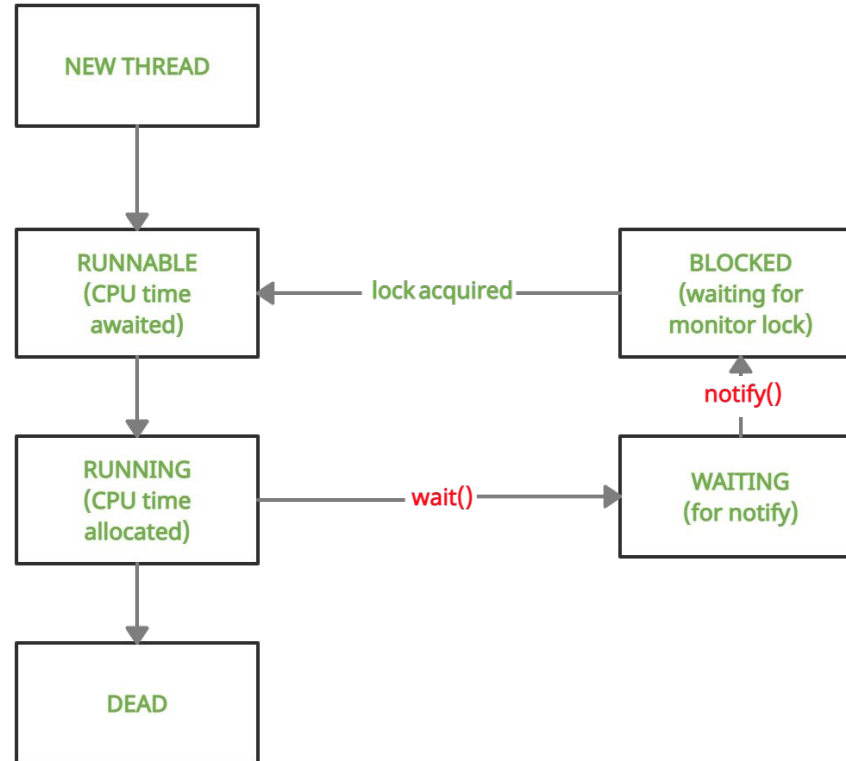 NEW THREAD
RUNNABLE
(CPU time
awaited)
lock acquired
BLOCKED
(waiting for
monitor lock)
notify()
RUNNING
(CPU time
allocated)
wait()
WAITING
(for notify)
DEAD